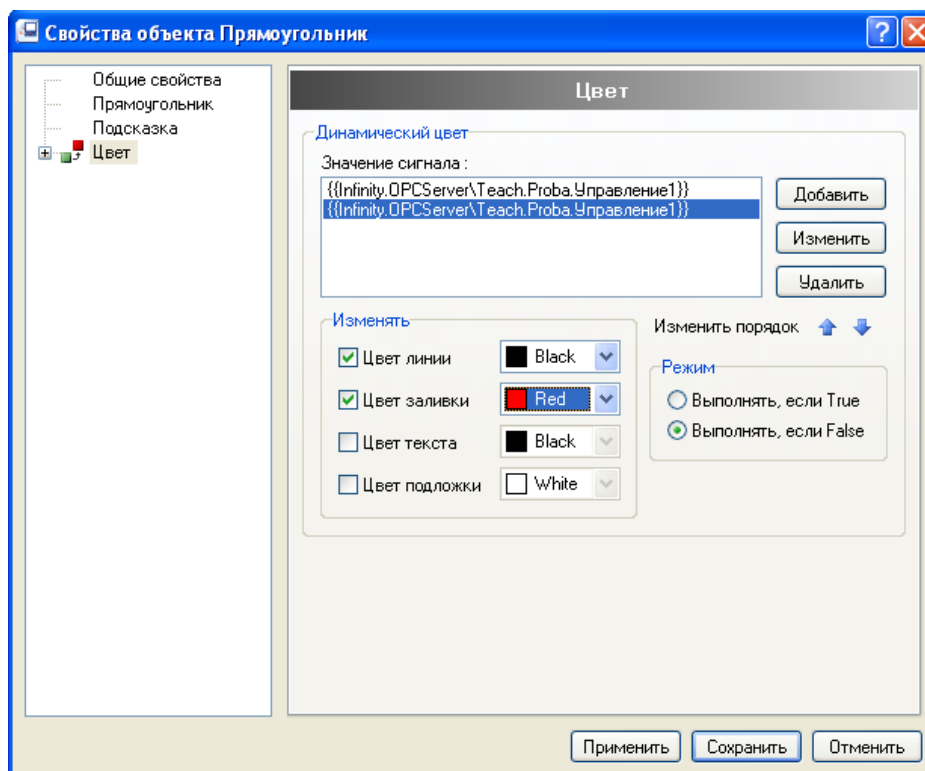 Свойства объекта Прямоугольник
Общие свойства
Прямоугольник
Подсказка
Цвет
Цвет
Динамический цвет
Значение сигнала :
{{Infinity.OPCServer\Teach.Proba.Управление1}}
{{Infinity.OPCServer\Teach.Proba.Управление1}}
Добавить
Изменить
Удалить
Изменить порядок
Изменять
Цвет линии Black
Цвет заливки Red
Цвет текста Black
Цвет подложки White
Режим
Выполнять, если True
Выполнять, если False
Применить Сохранить Отменить